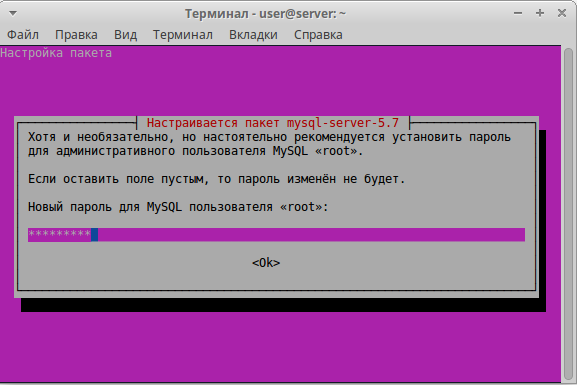 Терминал - user@server: ~
Файл Правка Вид Терминал Вкладки Справка
Настройка пакета
Настраивается пакет mysql-server-5.7
Хотя и необязательно, но настоятельно рекомендуется установить пароль
для административного пользователя MySQL «root».
Если оставить поле пустым, то пароль изменён не будет.
Новый пароль для MySQL пользователя «root»:
*********
<Ok>